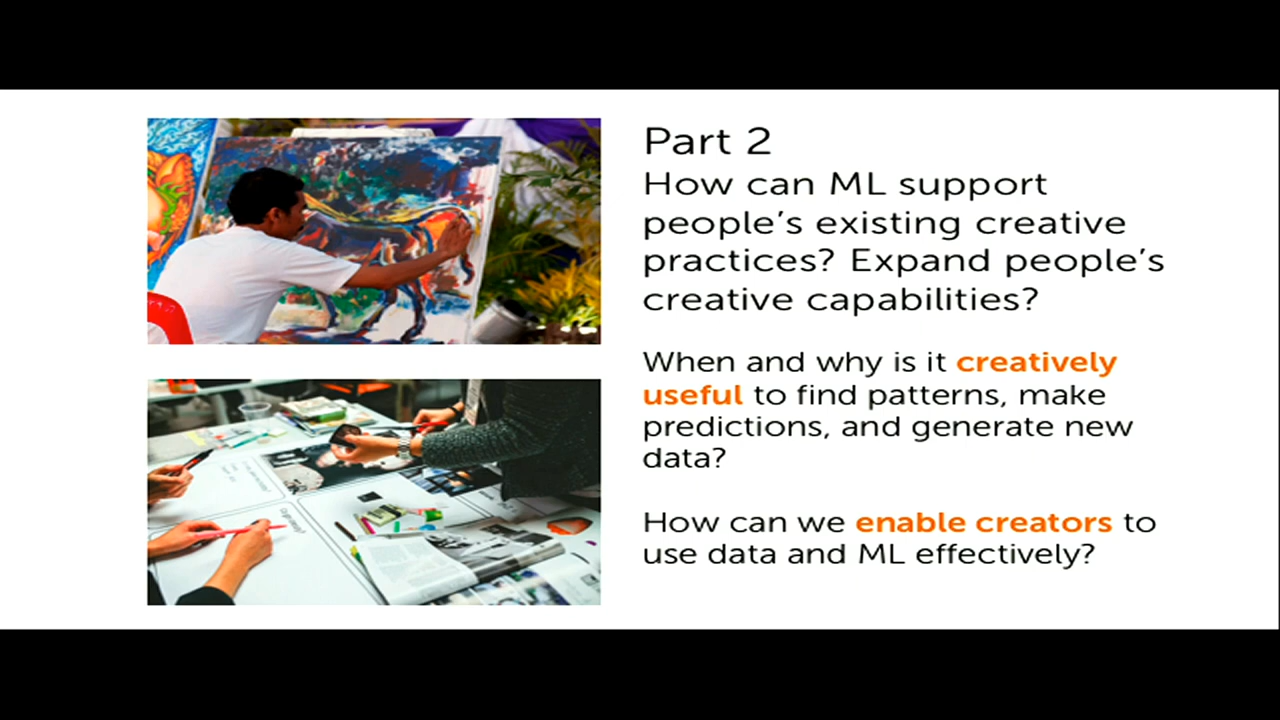 Part 2
How can ML support
people’s existing creative
practices? Expand people’s
creative capabilities?
When and why is it creatively
useful to find patterns, make
predictions, and generate new
data?
How can we enable creators to
use data and ML effectively?